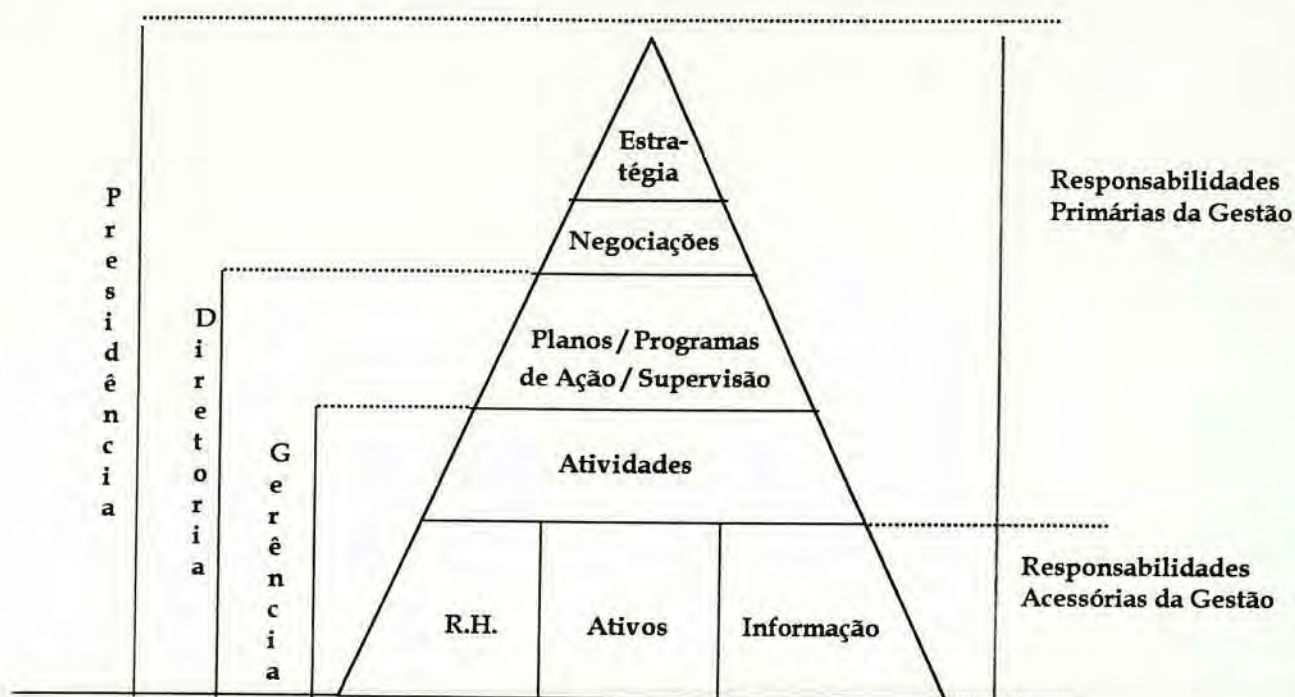 Presidência
Diretoria
Gerência
Estra-
tégia
Negociações
Planos / Programas
de Ação / Supervisão
Atividades
R.H.
Ativos
Informação
Responsabilidades
Primárias da Gestão
Responsabilidades
Acessórias da Gestão